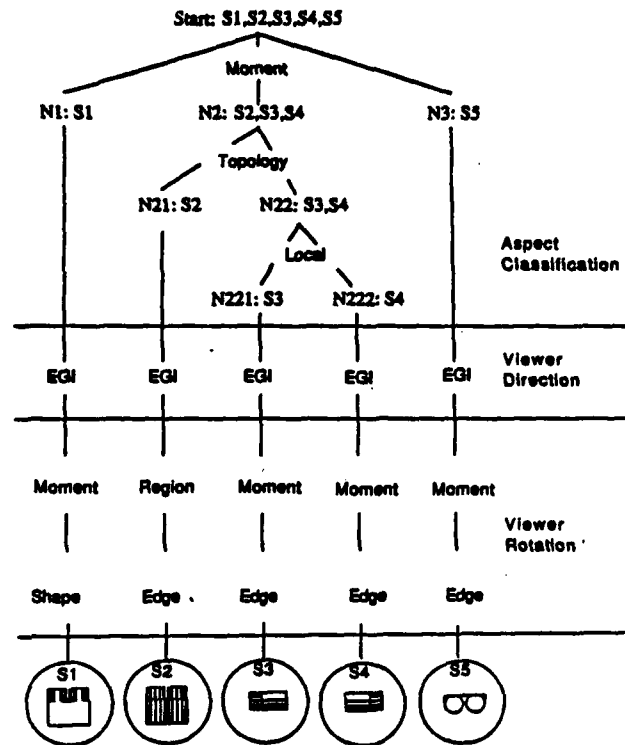 Start: S1,S2,S3,S4,S5
Moment
N1: S1 N2: S2,S3,S4 N3: S5
Topology
N21: S2 N22: S3,S4
Local
Aspect
Classification
N221: S3 N222: S4
EGI EGI EGI EGI EGI
Viewer
Direction
Moment Region Moment Moment Moment
Viewer
Rotation
Shape Edge Edge Edge Edge
S1 S2 S3 S4 S5